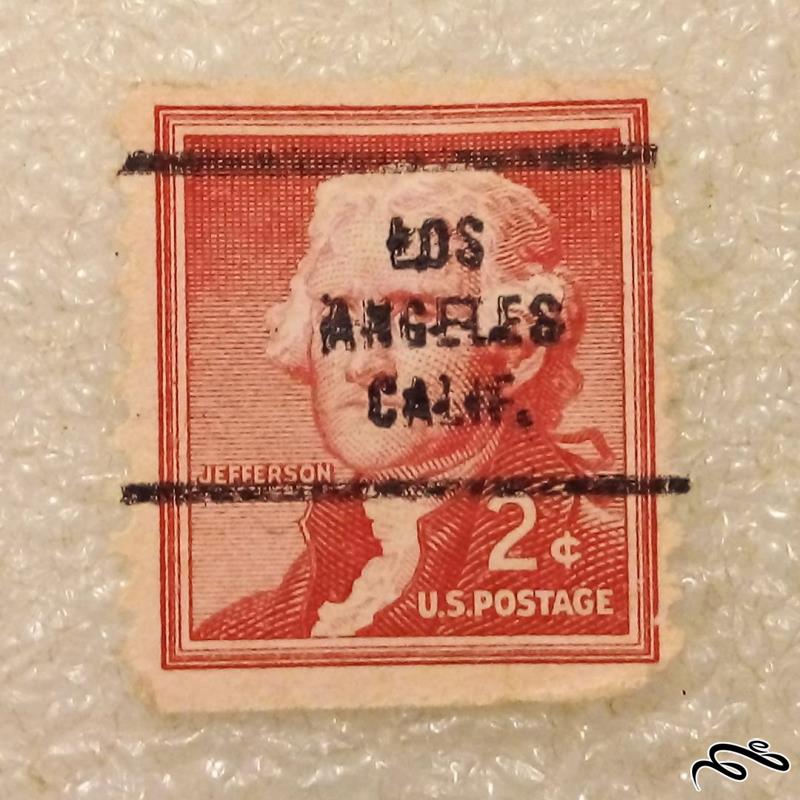 LOS
ANGELES
CALIF.
JEFFERSON
2¢
U.S.POSTAGE